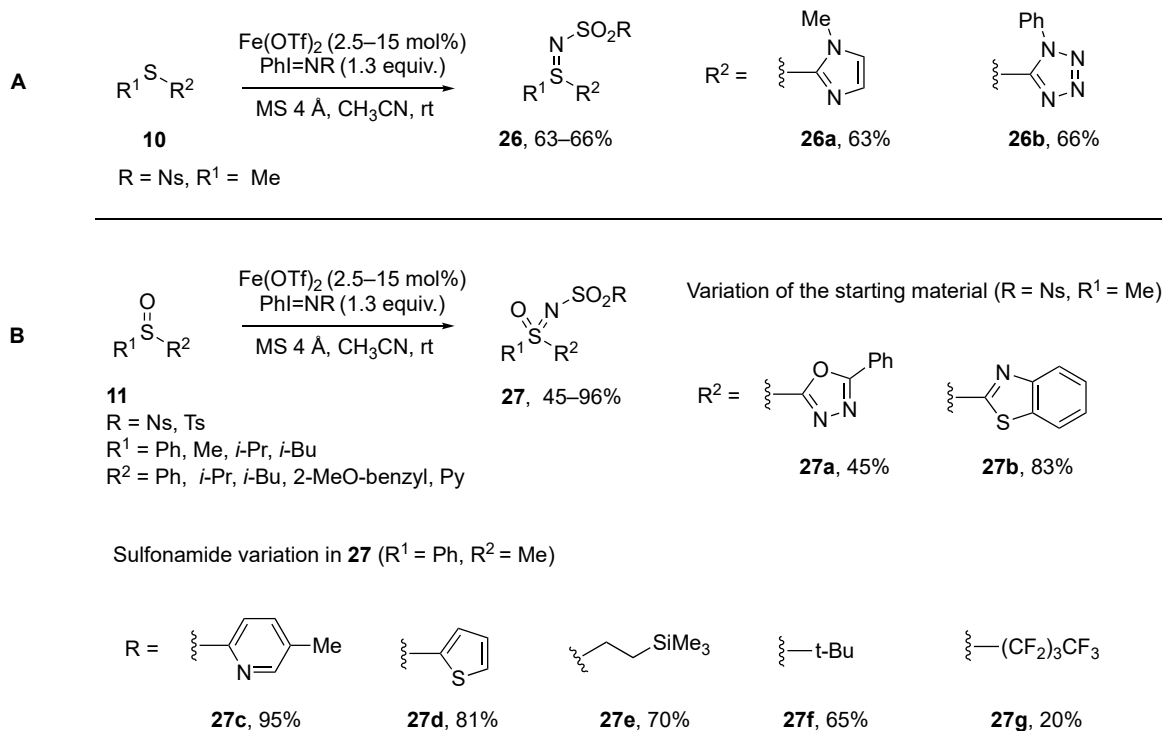 A
R1 S R2
10
R = Ns, R1 = Me
Fe(OTf)2 (2.5–15 mol%)
PhI=NR (1.3 equiv.)
MS 4 Å, CH3CN, rt
N SO2R
S
R1 R2
26, 63–66%
R2 =
Me
N
N
26a, 63%
Ph
N N
N N
26b, 66%
B
O
S
R1 R2
11
R = Ns, Ts
R1 = Ph, Me, i-Pr, i-Bu
R2 = Ph, i-Pr, i-Bu, 2-MeO-benzyl, Py
Fe(OTf)2 (2.5–15 mol%)
PhI=NR (1.3 equiv.)
MS 4 Å, CH3CN, rt
O N SO2R
S
R1 R2
27, 45–96%
Variation of the starting material (R = Ns, R1 = Me)
R2 =
O Ph
N N
27a, 45%
N
S
27b, 83%
Sulfonamide variation in 27 (R1 = Ph, R2 = Me)
R =
Me
N
27c, 95%
S
27d, 81%
SiMe3
27e, 70%
t-Bu
27f, 65%
(CF2)3CF3
27g, 20%